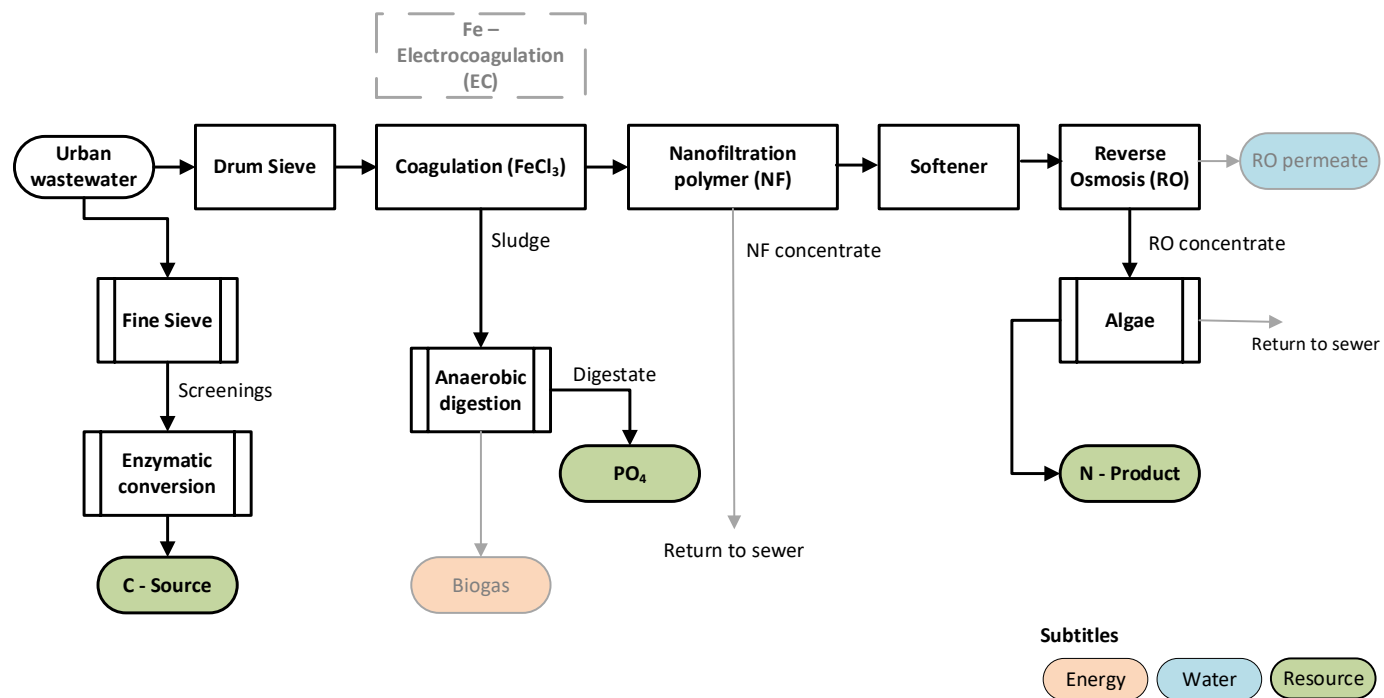 Fe –
Electrocoagulation
(EC)
Urban
wastewater
Drum Sieve
Coagulation (FeCl₃)
Nanofiltration
polymer (NF)
Softener
Reverse
Osmosis (RO)
RO permeate
Sludge
NF concentrate
RO concentrate
Fine Sieve
Algae
Return to sewer
Screenings
Anaerobic
digestion
Digestate
Enzymatic
conversion
PO₄
N - Product
Return to sewer
C - Source
Biogas
Subtitles
Energy
Water
Resource